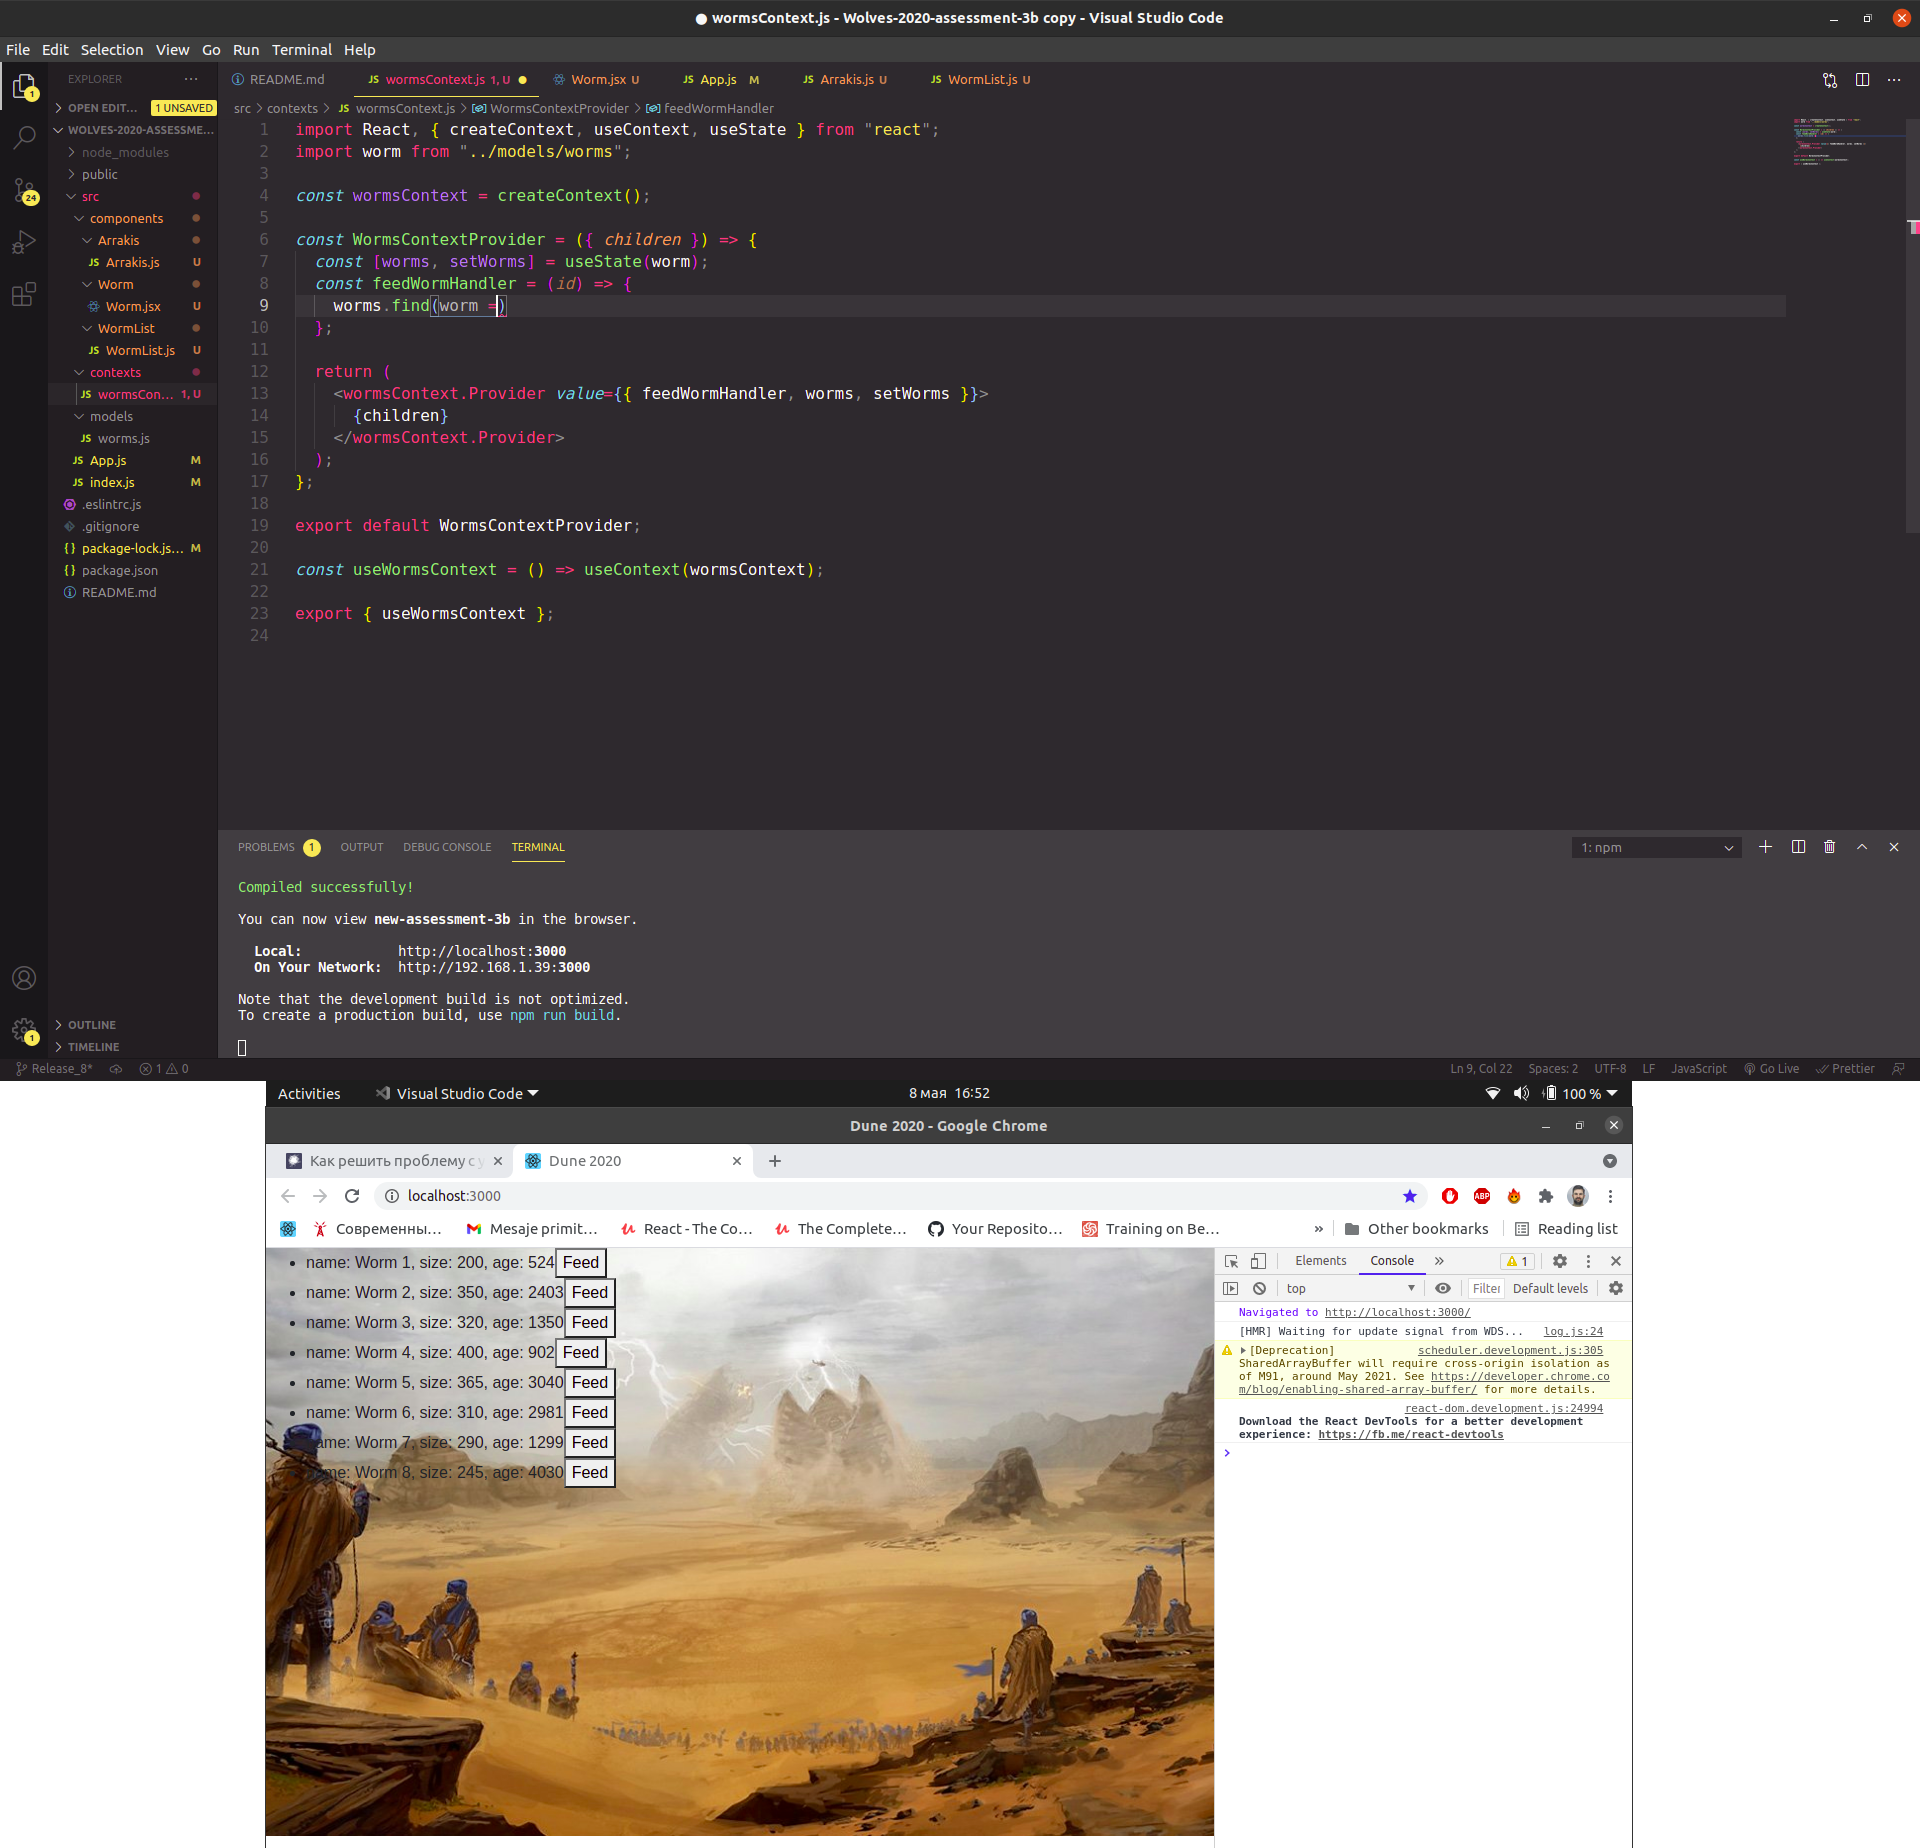 ● wormsContext.js - Wolves-2020-assessment-3b copy - Visual Studio Code
File Edit Selection View Go Run Terminal Help
EXPLORER
OPEN EDIT... 1 UNSAVED
WOLVES-2020-ASSESSME...
node_modules
public
src
components
Arrakis
JS Arrakis.js U
Worm
Worm.jsx U
WormList
JS WormList.js U
contexts
JS wormsCon... 1, U
models
JS worms.js
JS App.js M
JS index.js M
.eslintrc.js
.gitignore
{} package-lock.js... M
{} package.json
README.md
OUTLINE
TIMELINE
1
24
1
README.md JS wormsContext.js 1, U ● Worm.jsx U JS App.js M JS Arrakis.js U JS WormList.js U
src > contexts > JS wormsContext.js > WormsContextProvider > feedWormHandler
1 import React, { createContext, useContext, useState } from "react";
2 import worm from "../models/worms";
3
4 const wormsContext = createContext();
5
6 const WormsContextProvider = ({ children }) => {
7 const [worms, setWorms] = useState(worm);
8 const feedWormHandler = (id) => {
9 worms.find(worm =)
10 };
11
12 return (
13 <wormsContext.Provider value={{ feedWormHandler, worms, setWorms }}>
14 {children}
15 </wormsContext.Provider>
16 );
17 };
18
19 export default WormsContextProvider;
20
21 const useWormsContext = () => useContext(wormsContext);
22
23 export { useWormsContext };
24
PROBLEMS 1 OUTPUT DEBUG CONSOLE TERMINAL 1: npm
Compiled successfully!
You can now view new-assessment-3b in the browser.
Local: http://localhost:3000
On Your Network: http://192.168.1.39:3000
Note that the development build is not optimized.
To create a production build, use npm run build.
Release_8* 1 0 Ln 9, Col 22 Spaces: 2 UTF-8 LF JavaScript Go Live Prettier
Activities Visual Studio Code 8 мая 16:52 100 %
Dune 2020 - Google Chrome
Как решить проблему с у Dune 2020
localhost:3000 ABP
Современны... Mesaje primit... React - The Co... The Complete... Your Reposito... Training on Be... » Other bookmarks Reading list
• name: Worm 1, size: 200, age: 524 Feed
• name: Worm 2, size: 350, age: 2403 Feed
• name: Worm 3, size: 320, age: 1350 Feed
• name: Worm 4, size: 400, age: 902 Feed
• name: Worm 5, size: 365, age: 3040 Feed
• name: Worm 6, size: 310, age: 2981 Feed
name: Worm 7, size: 290, age: 1299 Feed
name: Worm 8, size: 245, age: 4030 Feed
Elements Console » 1
top Filter Default levels
Navigated to http://localhost:3000/
[HMR] Waiting for update signal from WDS... log.js:24
[Deprecation] scheduler.development.js:305
SharedArrayBuffer will require cross-origin isolation as
of M91, around May 2021. See https://developer.chrome.co
m/blog/enabling-shared-array-buffer/ for more details.
react-dom.development.js:24994
Download the React DevTools for a better development
experience: https://fb.me/react-devtools
>